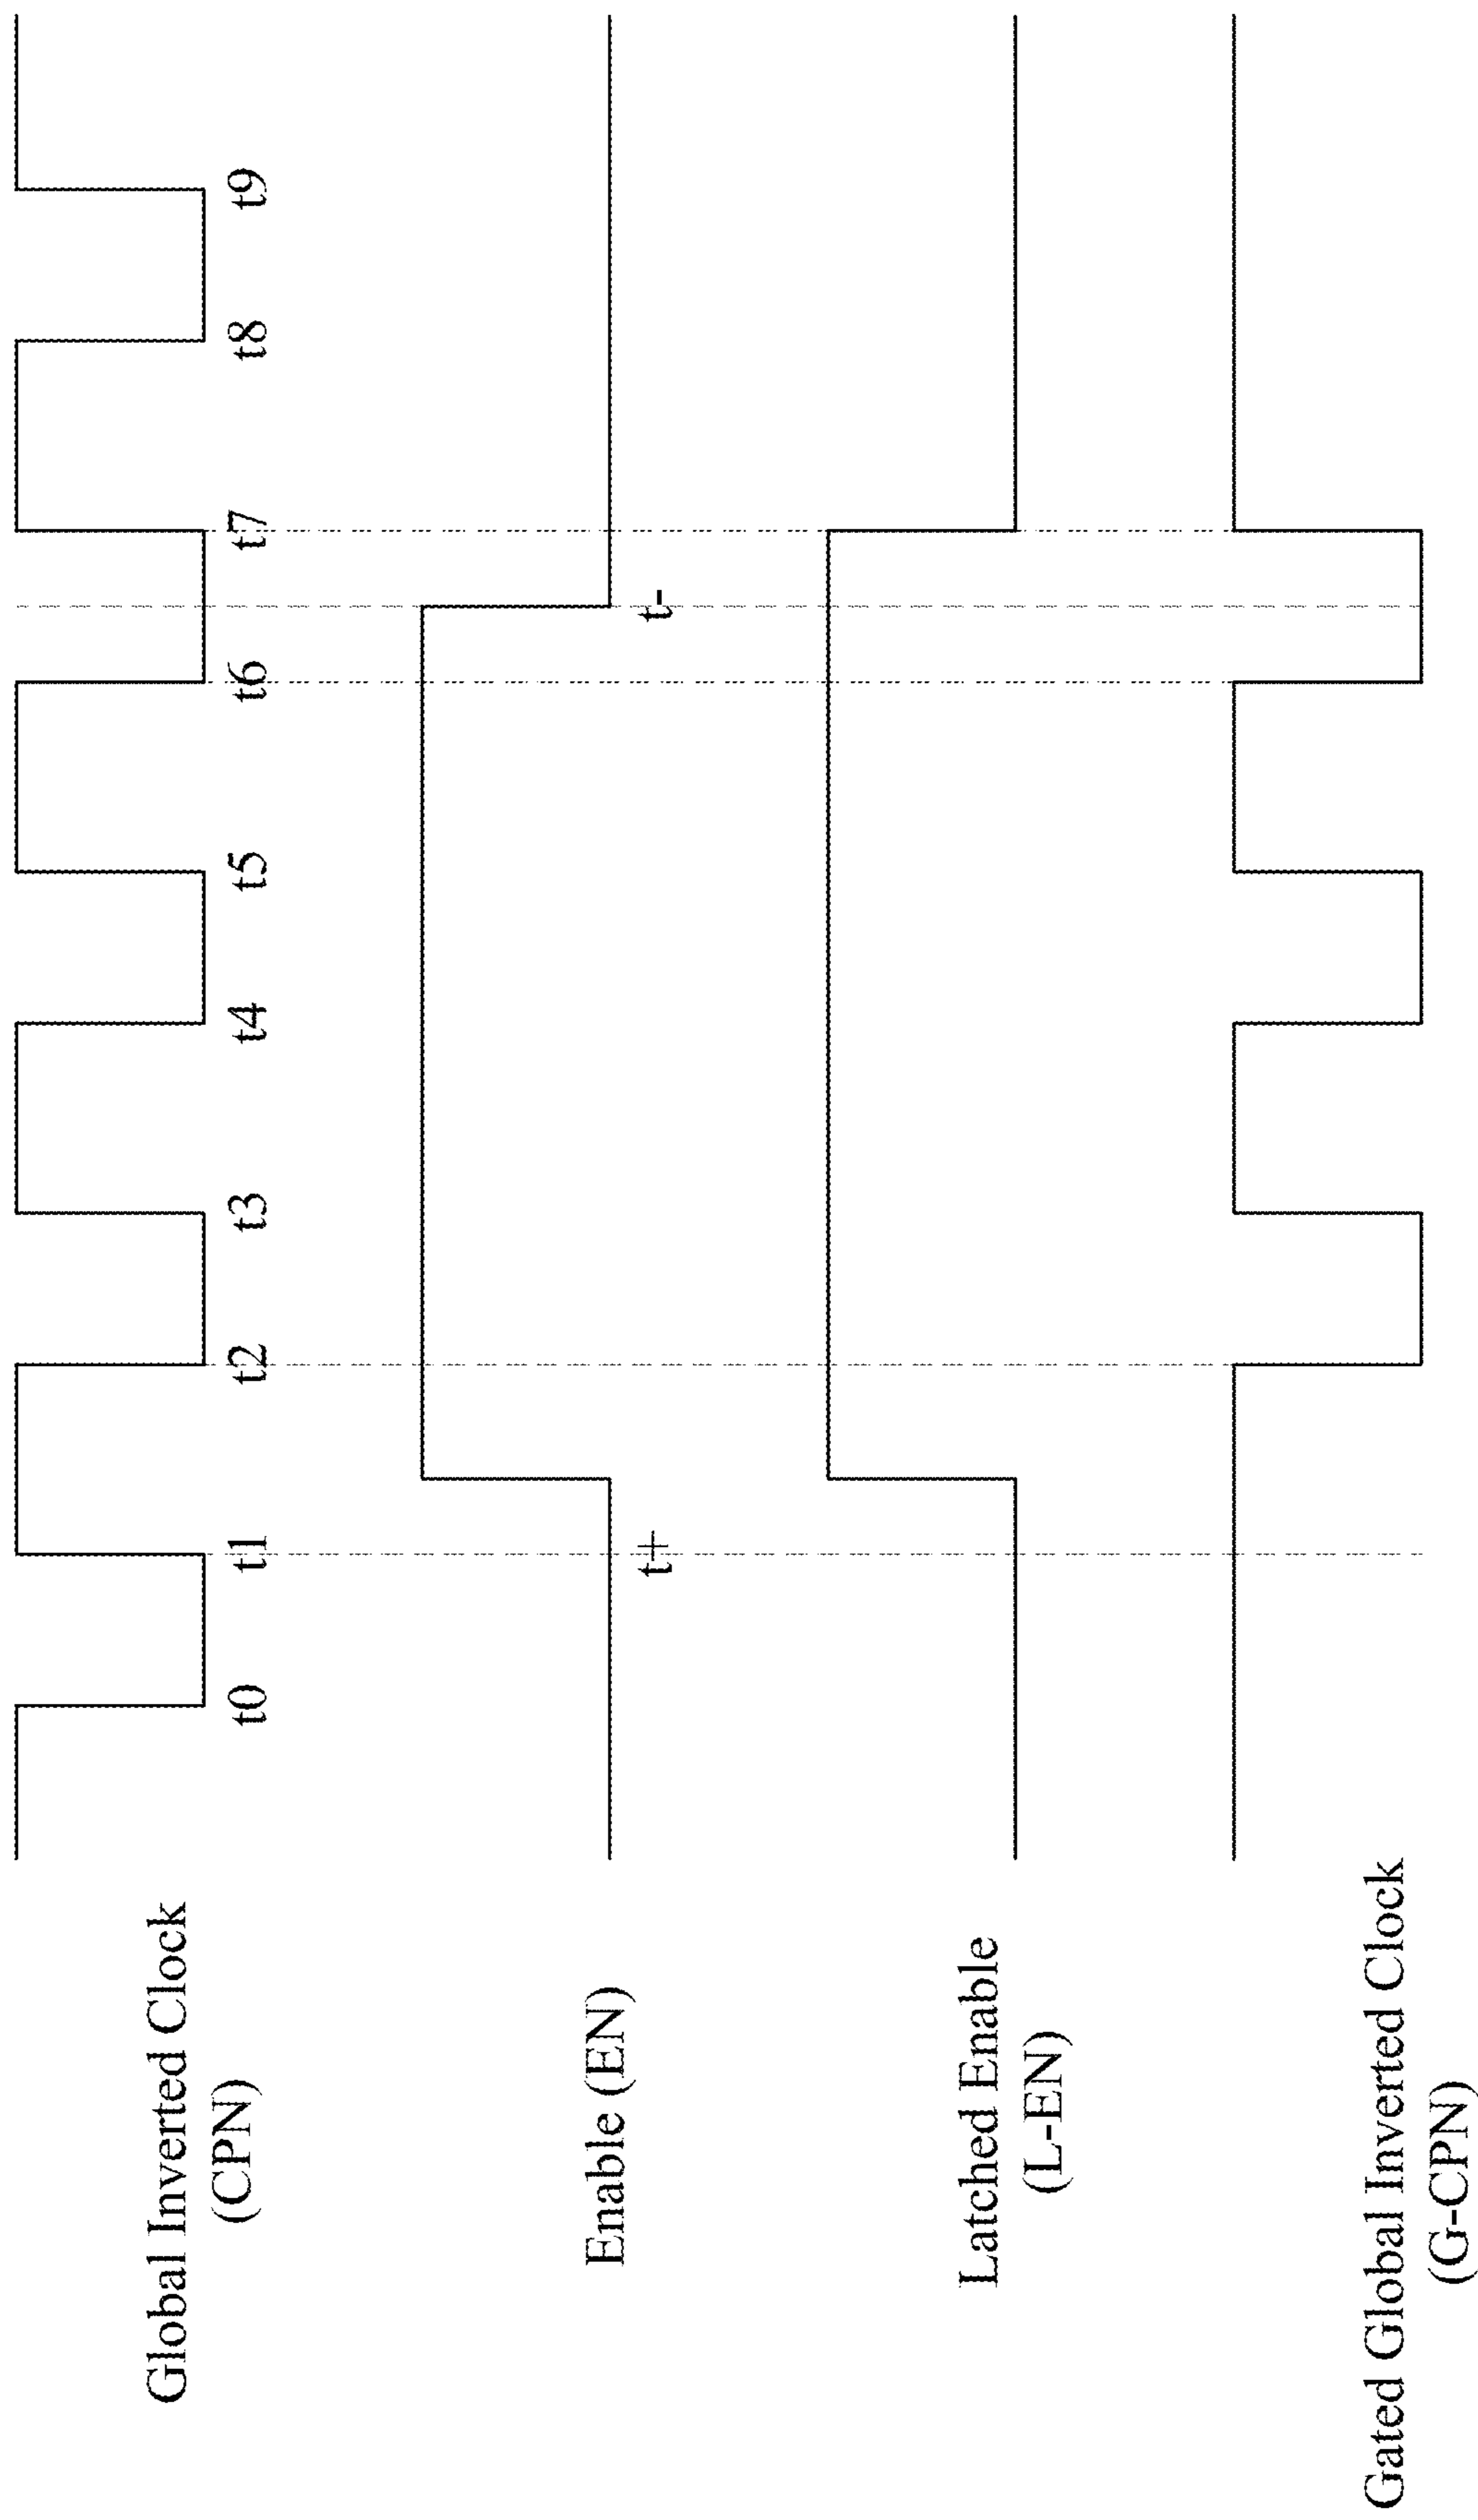 Global Inverted Clock
(CPN)
t0 t1 t2 t3 t4 t5 t6 t7 t8 t9
Enable (EN)
t+ t-
Latched Enable
(L-EN)
Gated Global Inverted Clock
(G-CPN)